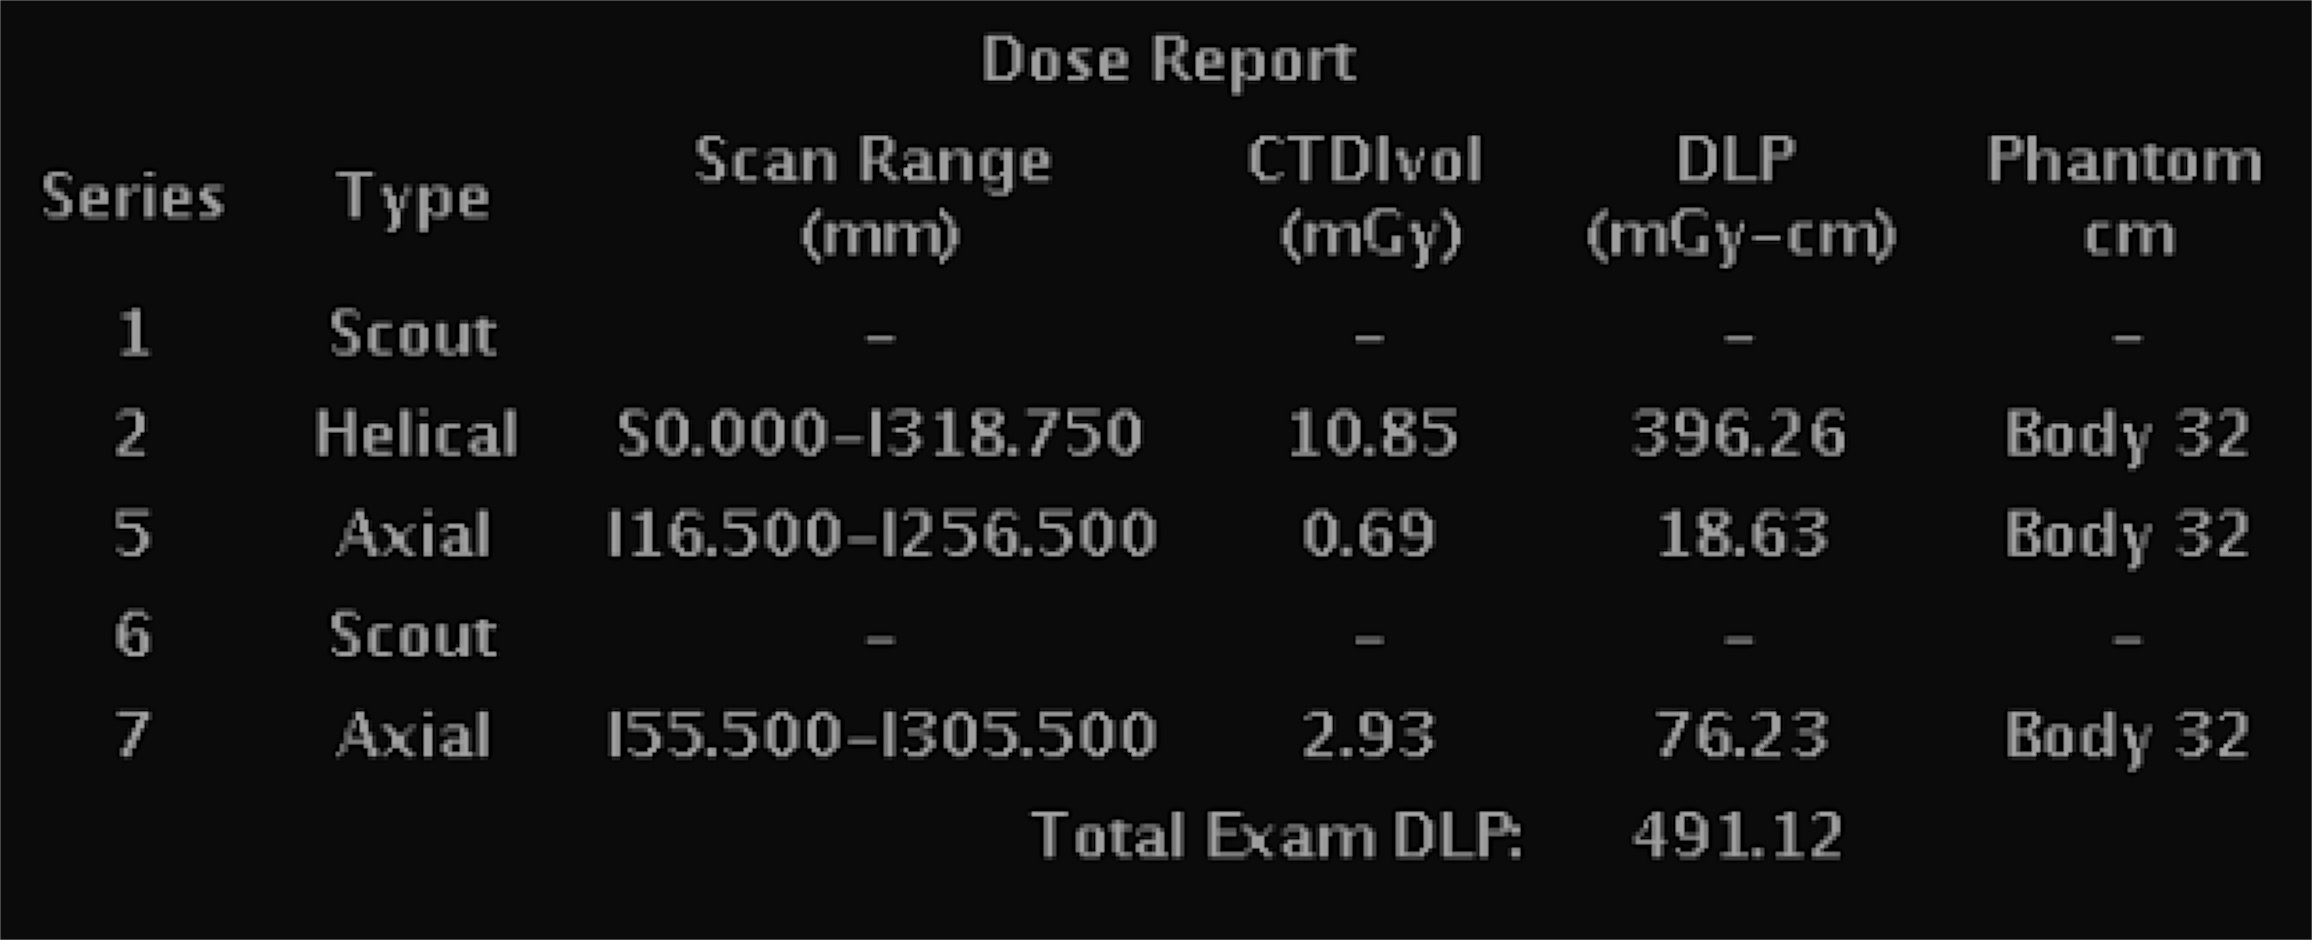 Dose Report
Series Type Scan Range (mm) CTDIvol (mGy) DLP (mGy-cm) Phantom cm
1 Scout - - - -
2 Helical S0.000-I318.750 10.85 396.26 Body 32
5 Axial I16.500-I256.500 0.69 18.63 Body 32
6 Scout - - - -
7 Axial I55.500-I305.500 2.93 76.23 Body 32
Total Exam DLP: 491.12